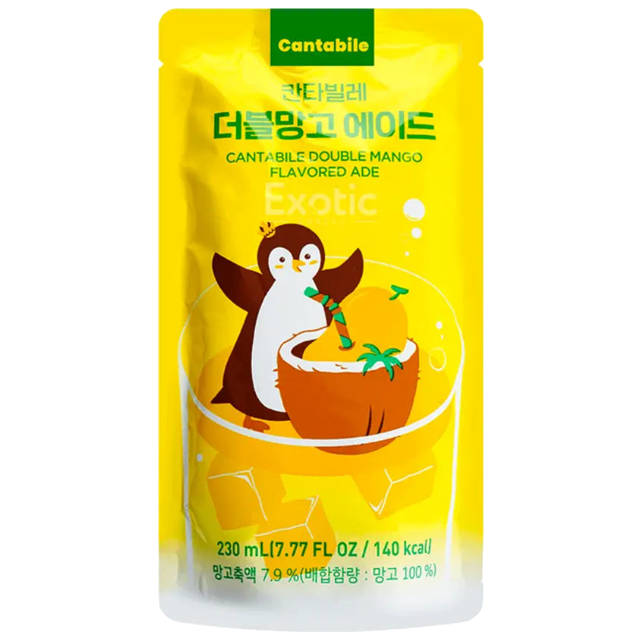 Cantabile
칸타빌레
더블망고 에이드
CANTABILE DOUBLE MANGO
FLAVORED ADE
Exotic
230 mL(7.77 FL OZ / 140 kcal)
망고축액 7.9 %(배합함량 : 망고 100 %)